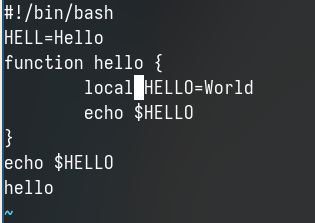 #!/bin/bash
HELL=Hello
function hello {
        local HELLO=World
        echo $HELLO
}
echo $HELLO
hello
~